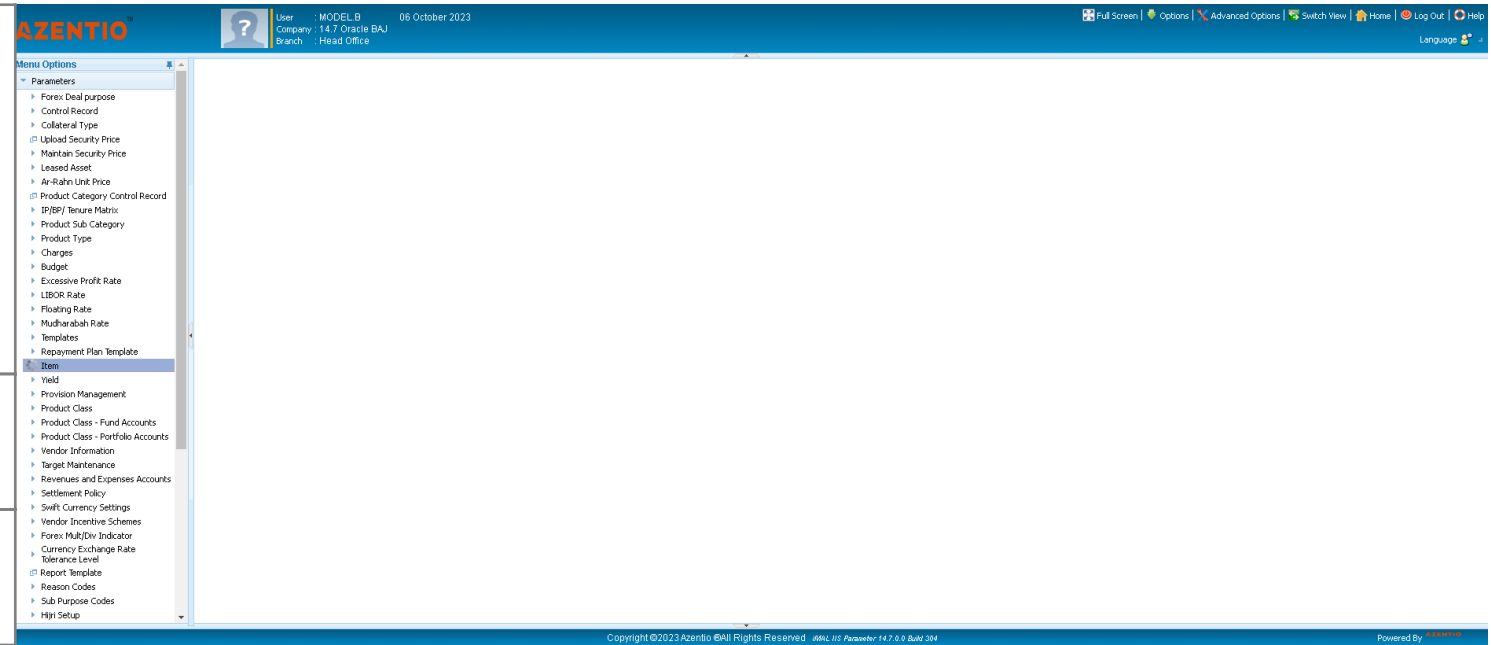 AZENTIO™
User : MODEL.B 06 October 2023
Company : 14.7 Oracle BAJ
Branch : Head Office
Full Screen | Options | Advanced Options | Switch View | Home | Log Out | Help
Language
Menu Options
Parameters
Forex Deal purpose
Control Record
Collateral Type
Upload Security Price
Maintain Security Price
Leased Asset
Ar-Rahn Unit Price
Product Category Control Record
IP/BP/ Tenure Matrix
Product Sub Category
Product Type
Charges
Budget
Excessive Profit Rate
LIBOR Rate
Floating Rate
Mudharabah Rate
Templates
Repayment Plan Template
Item
Yield
Provision Management
Product Class
Product Class - Fund Accounts
Product Class - Portfolio Accounts
Vendor Information
Target Maintenance
Revenues and Expenses Accounts
Settlement Policy
Swift Currency Settings
Vendor Incentive Schemes
Forex Mult/Div Indicator
Currency Exchange Rate
Tolerance Level
Report Template
Reason Codes
Sub Purpose Codes
Hijri Setup
Copyright ©2023 Azentio ®All Rights Reserved iMAL IIS Parameter 14.7.0.0 Build 304
Powered By AZENTIO